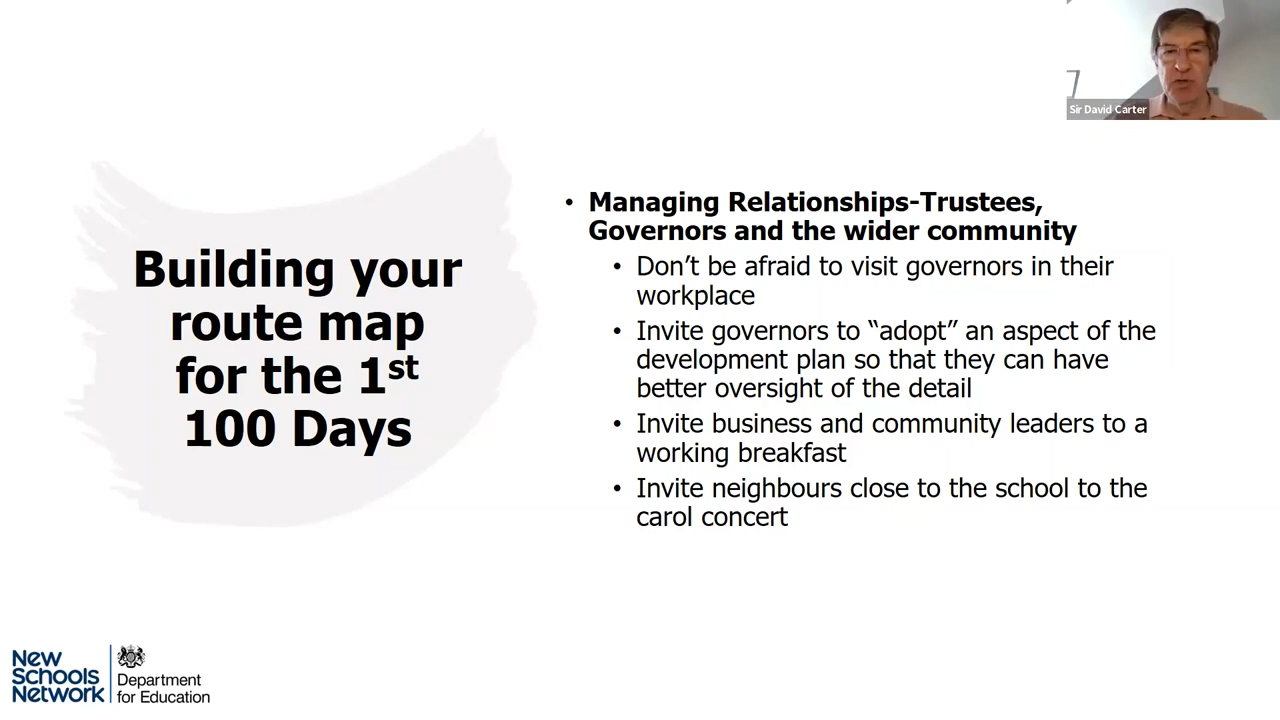 Sir David Carter
Building your
route map
for the 1st
100 Days
• Managing Relationships-Trustees,
Governors and the wider community
• Don’t be afraid to visit governors in their
workplace
• Invite governors to “adopt” an aspect of the
development plan so that they can have
better oversight of the detail
• Invite business and community leaders to a
working breakfast
• Invite neighbours close to the school to the
carol concert
New
Schools
Network
Department
for Education